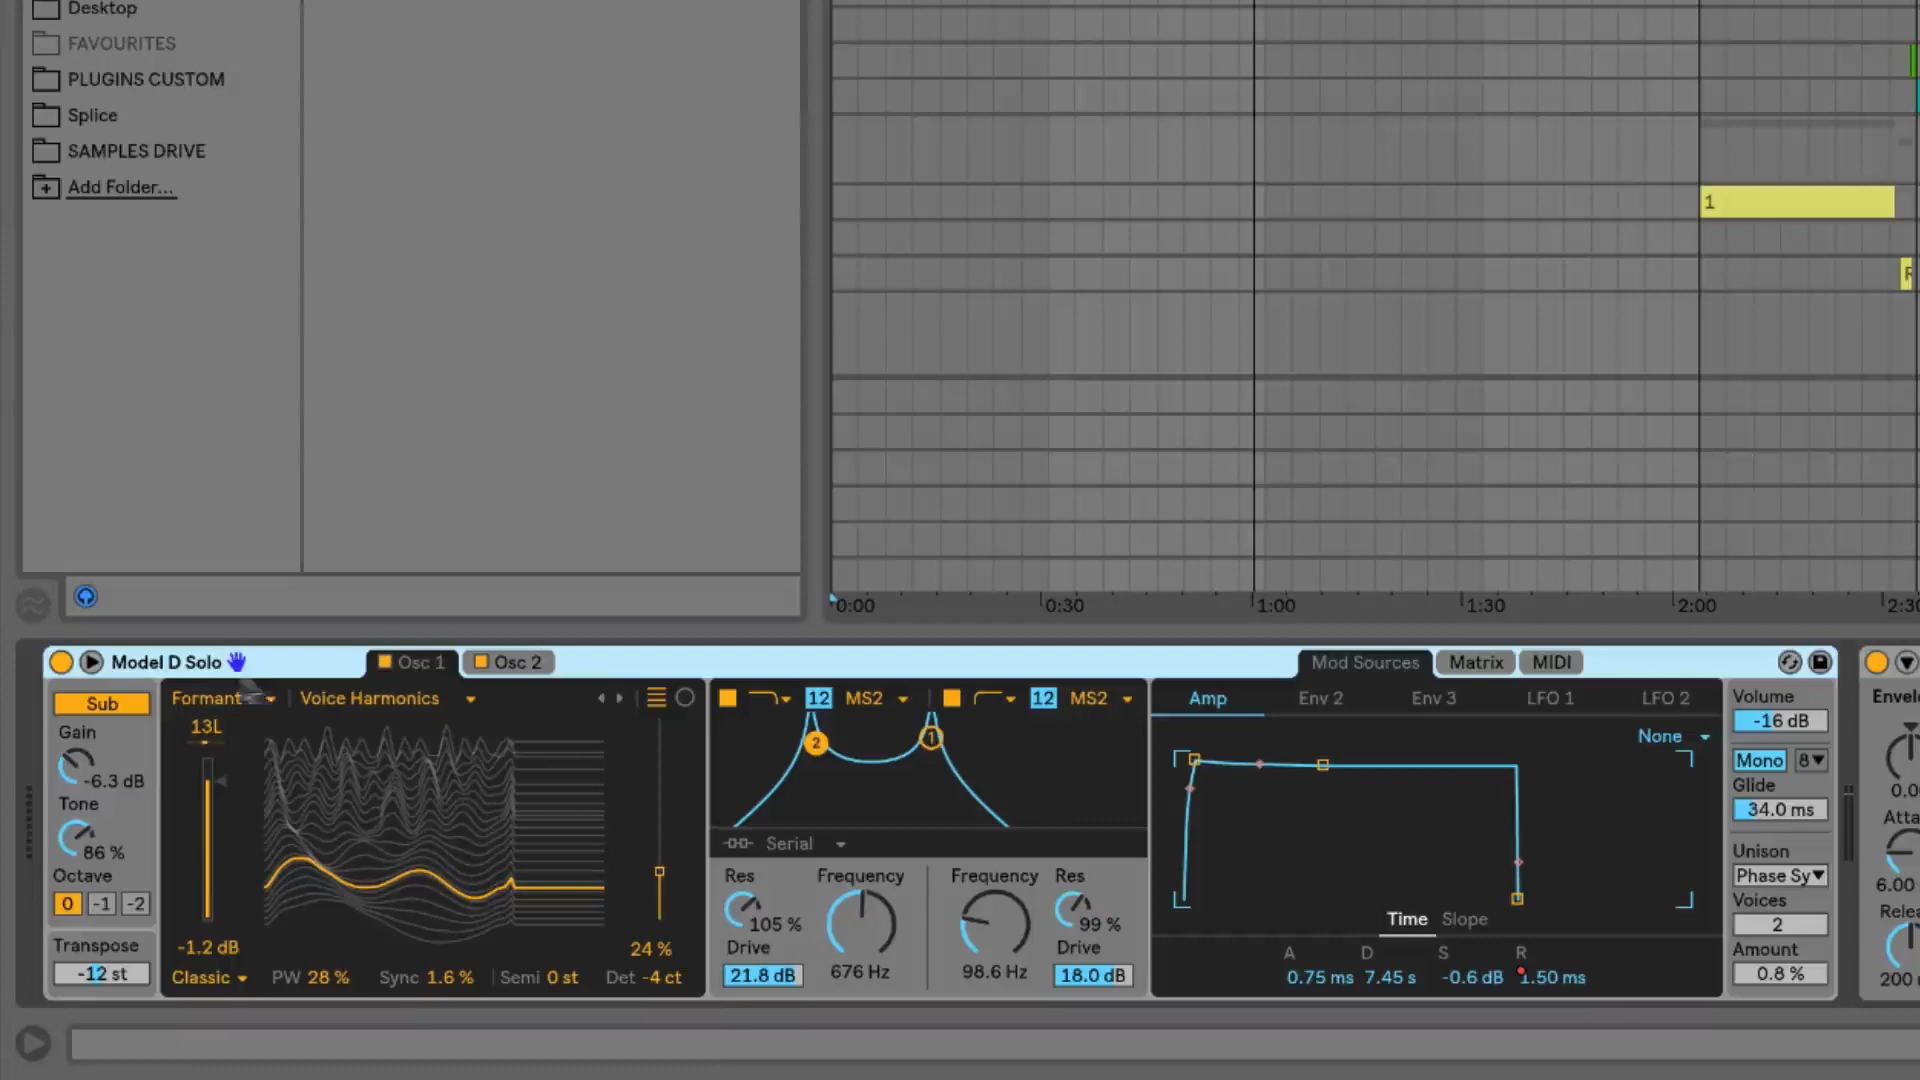 Desktop
FAVOURITES
PLUGINS CUSTOM
Splice
SAMPLES DRIVE
Add Folder...
1
0:00 0:30 1:00 1:30 2:00 2:30
Model D Solo
Osc 1 Osc 2
Mod Sources Matrix MIDI
Sub
Gain
-6.3 dB
Tone
86 %
Octave
0 -1 -2
Transpose
-12 st
Formant Voice Harmonics
13L
-1.2 dB
24 %
Classic PW 28 % Sync 1.6 % Semi 0 st Det -4 ct
12 MS2 12 MS2
2 1
Serial
Res Frequency Frequency Res
105 % 99 %
Drive 676 Hz 98.6 Hz Drive
21.8 dB 18.0 dB
Amp Env 2 Env 3 LFO 1 LFO 2
None
Time Slope
A D S R
0.75 ms 7.45 s -0.6 dB 1.50 ms
Volume
-16 dB
Mono 8
Glide
34.0 ms
Unison
Phase Sy
Voices
2
Amount
0.8 %
6.00
200